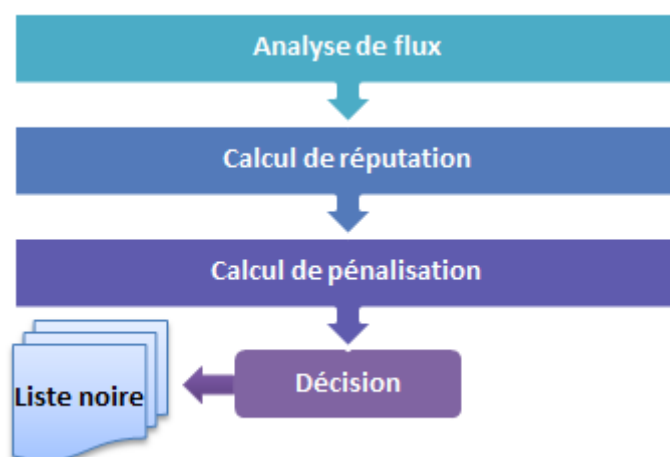 Analyse de flux
Calcul de réputation
Calcul de pénalisation
Décision
Liste noire